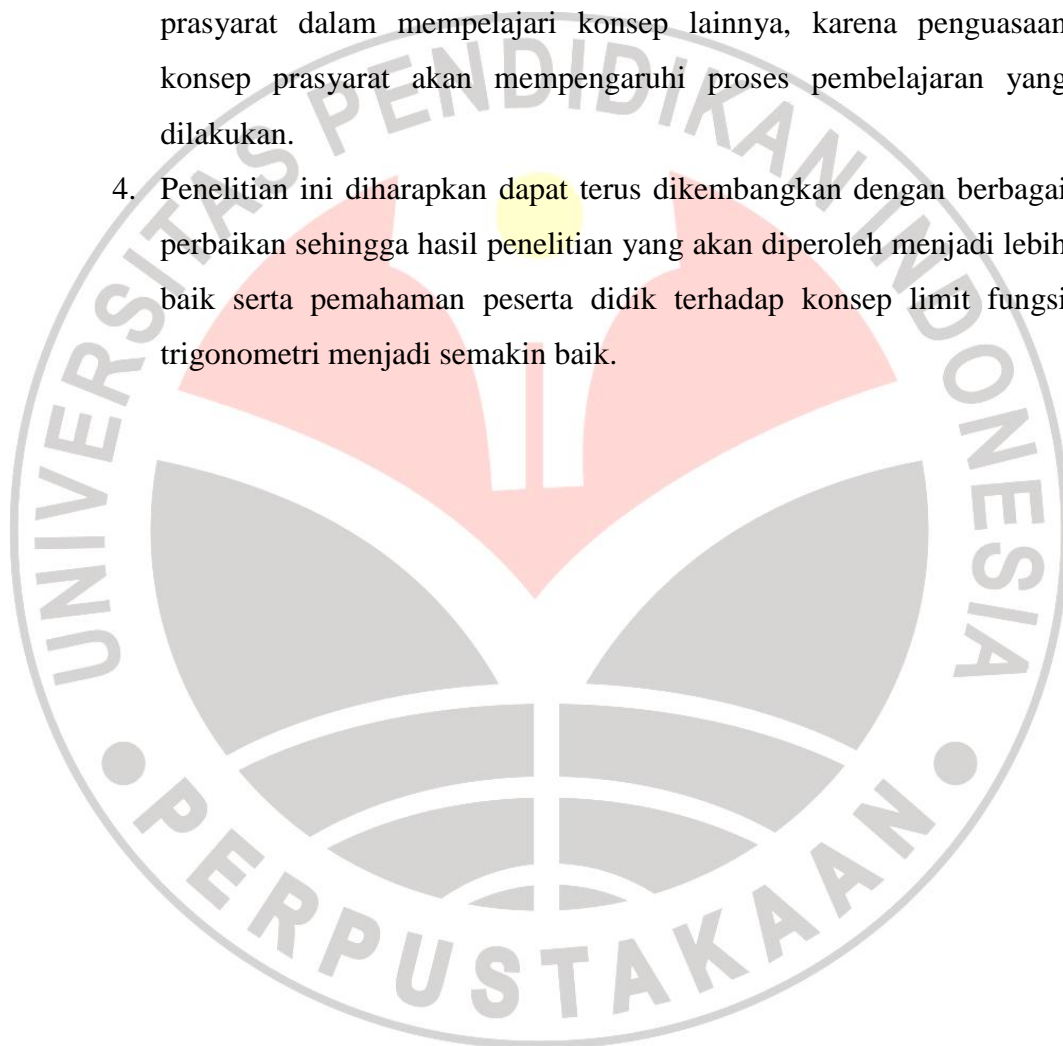 prasyarat dalam mempelajari konsep lainnya, karena penguasaan
konsep prasyarat akan mempengaruhi proses pembelajaran yang
dilakukan.
4. Penelitian ini diharapkan dapat terus dikembangkan dengan berbagai
perbaikan sehingga hasil penelitian yang akan diperoleh menjadi lebih
baik serta pemahaman peserta didik terhadap konsep limit fungsi
trigonometri menjadi semakin baik.
UNIVERSITAS PENDIDIKAN INDONESIA
PERPUSTAKAAN